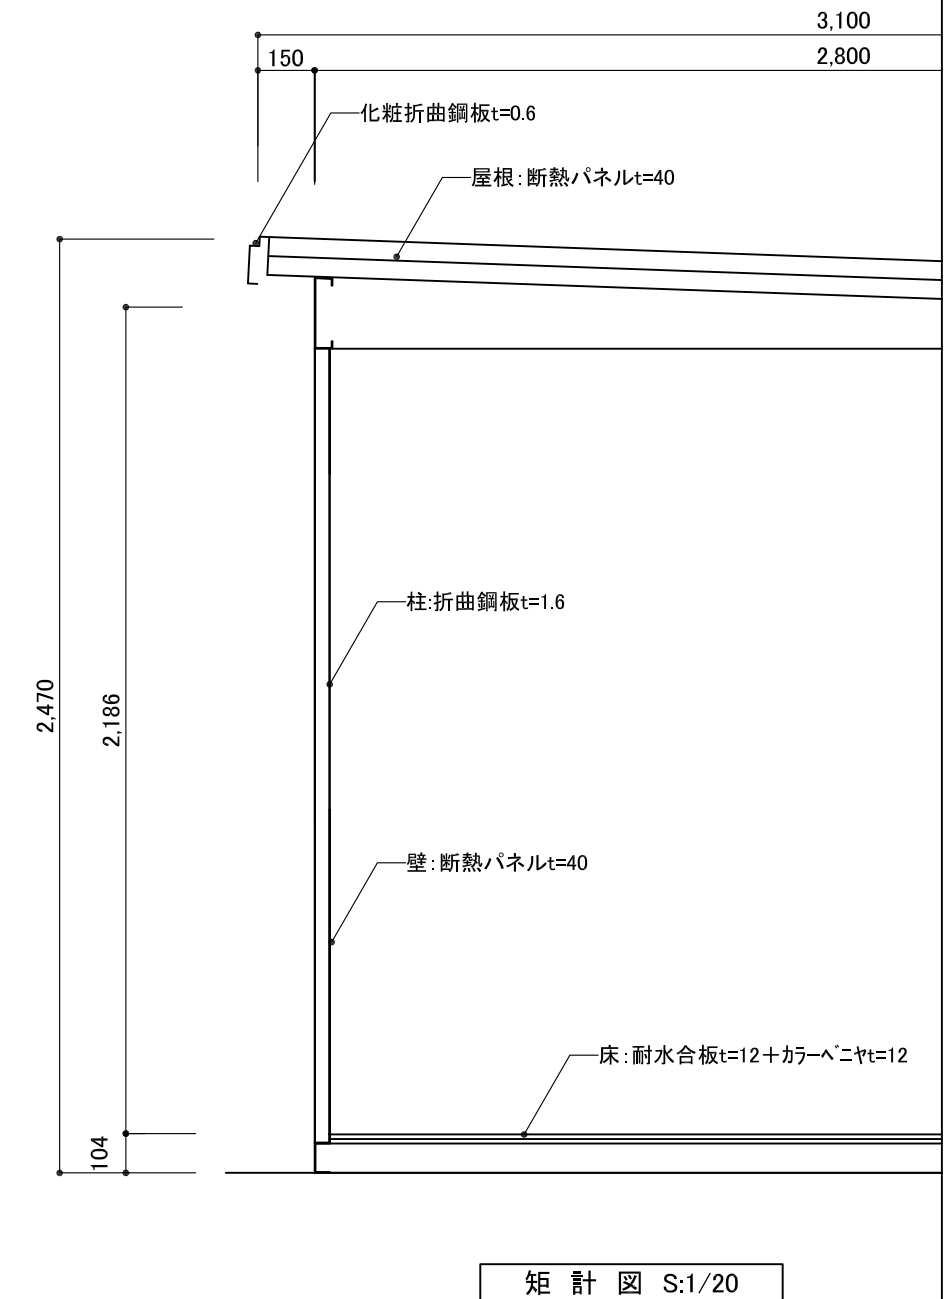 3,100
150
2,800
化粧折曲鋼板t=0.6
屋根:断熱パネルt=40
柱:折曲鋼板t=1.6
2,470
2,186
壁:断熱パネルt=40
床:耐水合板t=12+カラーベニヤt=12
104
矩 計 図 S:1/20